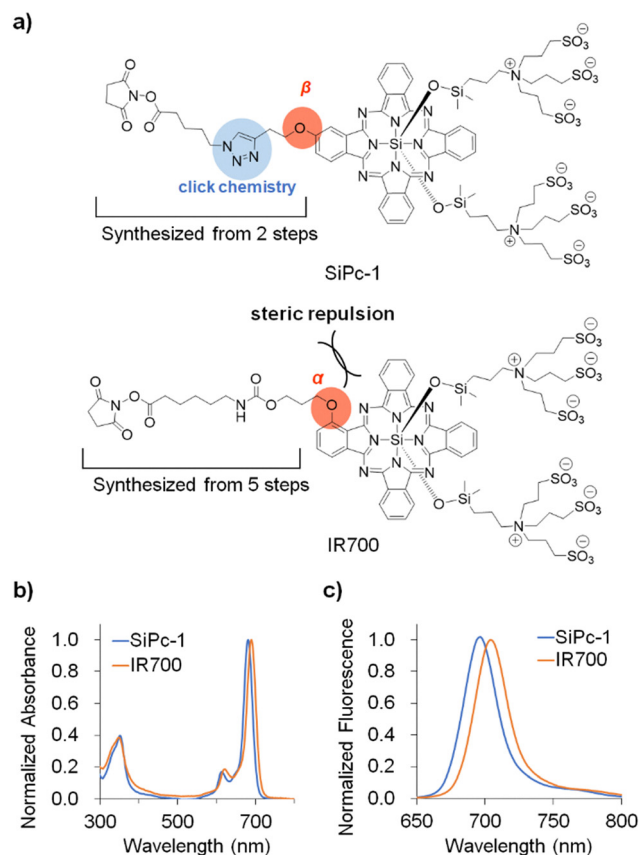 a)
β
click chemistry
Synthesized from 2 steps
SiPc-1
steric repulsion
α
Synthesized from 5 steps
IR700
b)
SiPc-1
IR700
Normalized Absorbance
1.0
0.8
0.6
0.4
0.2
0.0
300 500 700
Wavelength (nm)
c)
SiPc-1
IR700
Normalized Fluorescence
1.0
0.8
0.6
0.4
0.2
0.0
650 700 750 800
Wavelength (nm)